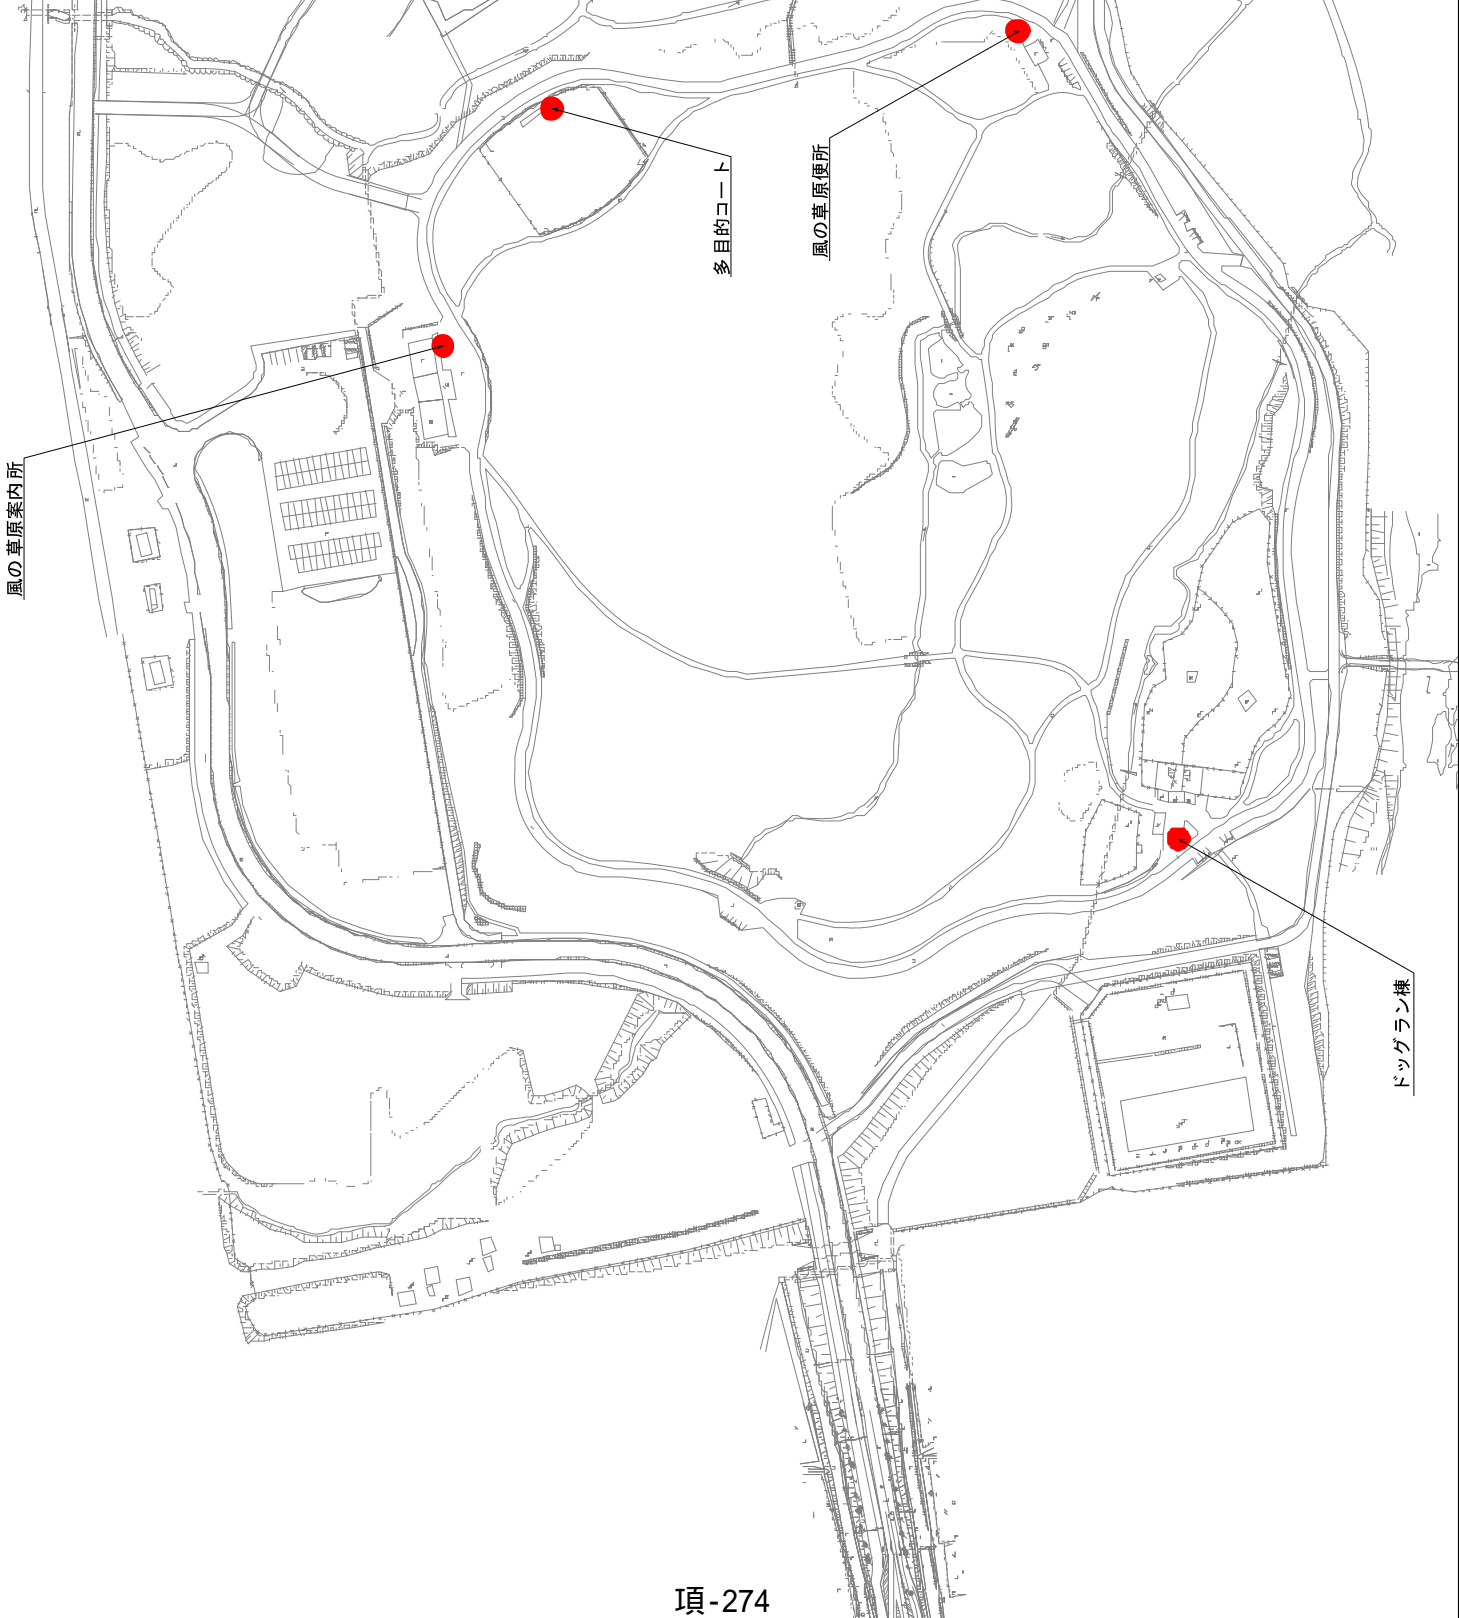 風の草原案内所
多目的コート
風の草原便所
ドッグラン棟
項-274